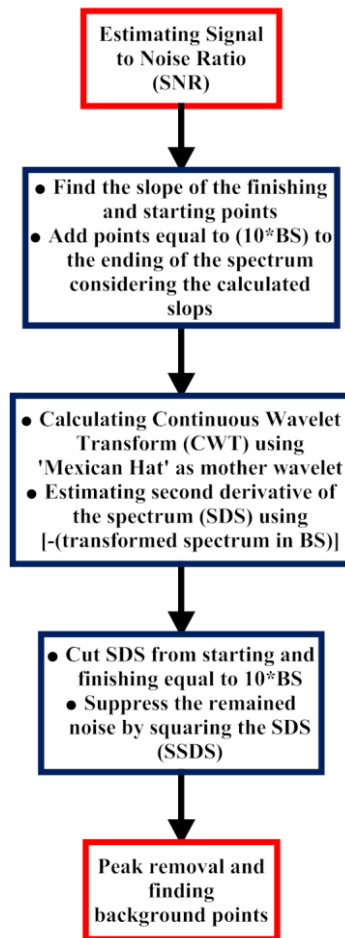 Estimating Signal
to Noise Ratio
(SNR)
● Find the slope of the finishing
and starting points
● Add points equal to (10*BS) to
the ending of the spectrum
considering the calculated
slops
● Calculating Continuous Wavelet
Transform (CWT) using
'Mexican Hat' as mother wavelet
● Estimating second derivative of
the spectrum (SDS) using
[-(transformed spectrum in BS)]
● Cut SDS from starting and
finishing equal to 10*BS
● Suppress the remained
noise by squaring the SDS
(SSDS)
Peak removal and
finding
background points